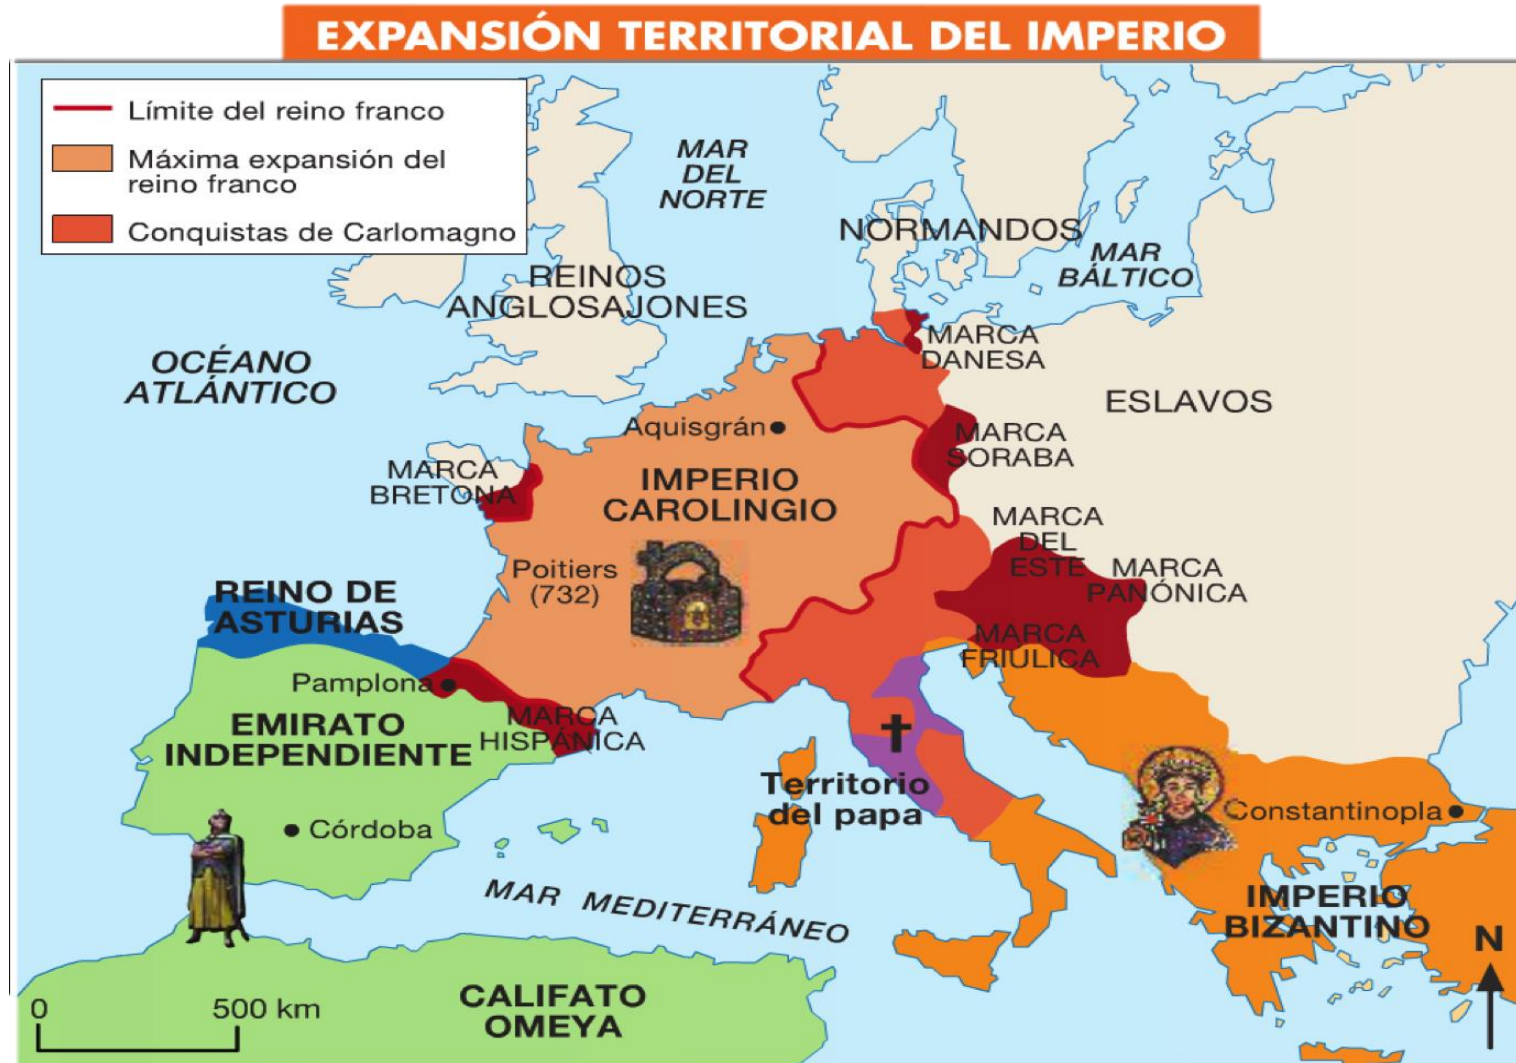 EXPANSIÓN TERRITORIAL DEL IMPERIO
Límite del reino franco
Máxima expansión del
reino franco
Conquistas de Carlomagno
MAR
DEL
NORTE
NORMANDOS
MAR
BÁLTICO
REINOS
ANGLOSAJONES
OCÉANO
ATLÁNTICO
MARCA
DANESA
ESLAVOS
Aquisgrán
MARCA
SORABA
MARCA
BRETONA
IMPERIO
CAROLINGIO
MARCA
DEL
ESTE
MARCA
PANÓNICA
Poitiers
(732)
REINO DE
ASTURIAS
MARCA
FRIÚLICA
Pamplona
MARCA
HISPÁNICA
EMIRATO
INDEPENDIENTE
Territorio
del papa
Constantinopla
Córdoba
MAR MEDITERRÁNEO
IMPERIO
BIZANTINO
N
CALIFATO
OMEYA
0 500 km